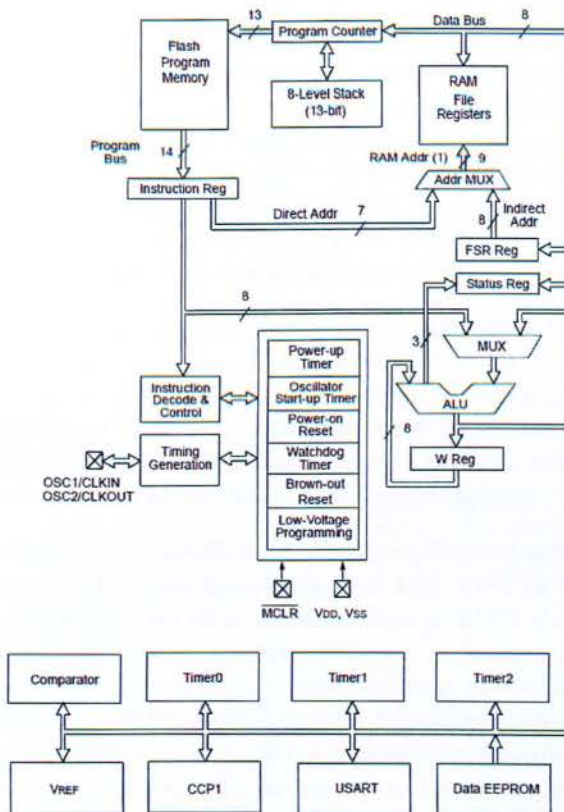 13
Program Counter
Data Bus
8
Flash
Program
Memory
8-Level Stack
(13-bit)
RAM
File
Registers
Program
Bus
14
RAM Addr (1)
9
Addr MUX
Instruction Reg
Direct Addr
7
8
Indirect
Addr
FSR Reg
Status Reg
8
3
MUX
Power-up
Timer
Instruction
Decode &
Control
Oscillator
Start-up Timer
ALU
Power-on
Reset
8
Timing
Generation
Watchdog
Timer
W Reg
OSC1/CLKIN
OSC2/CLKOUT
Brown-out
Reset
Low-Voltage
Programming
MCLR
VDD, VSS
Comparator
Timer0
Timer1
Timer2
VREF
CCP1
USART
Data EEPROM